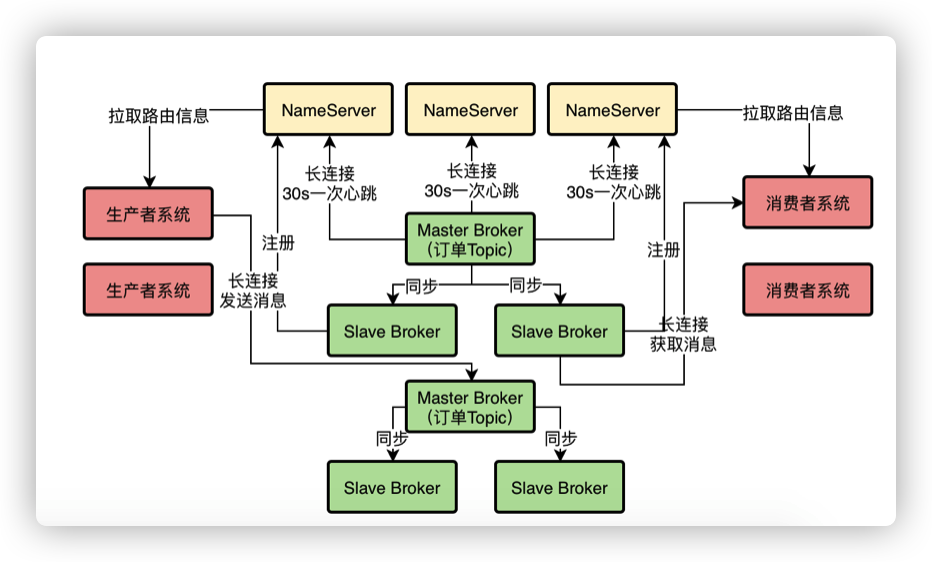 NameServer
NameServer
NameServer
拉取路由信息
拉取路由信息
长连接
30s一次心跳
长连接
30s一次心跳
长连接
30s一次心跳
生产者系统
消费者系统
Master Broker
（订单Topic）
注册
注册
生产者系统
消费者系统
长连接
发送消息
同步
同步
Slave Broker
Slave Broker
长连接
获取消息
Master Broker
（订单Topic）
同步
同步
Slave Broker
Slave Broker